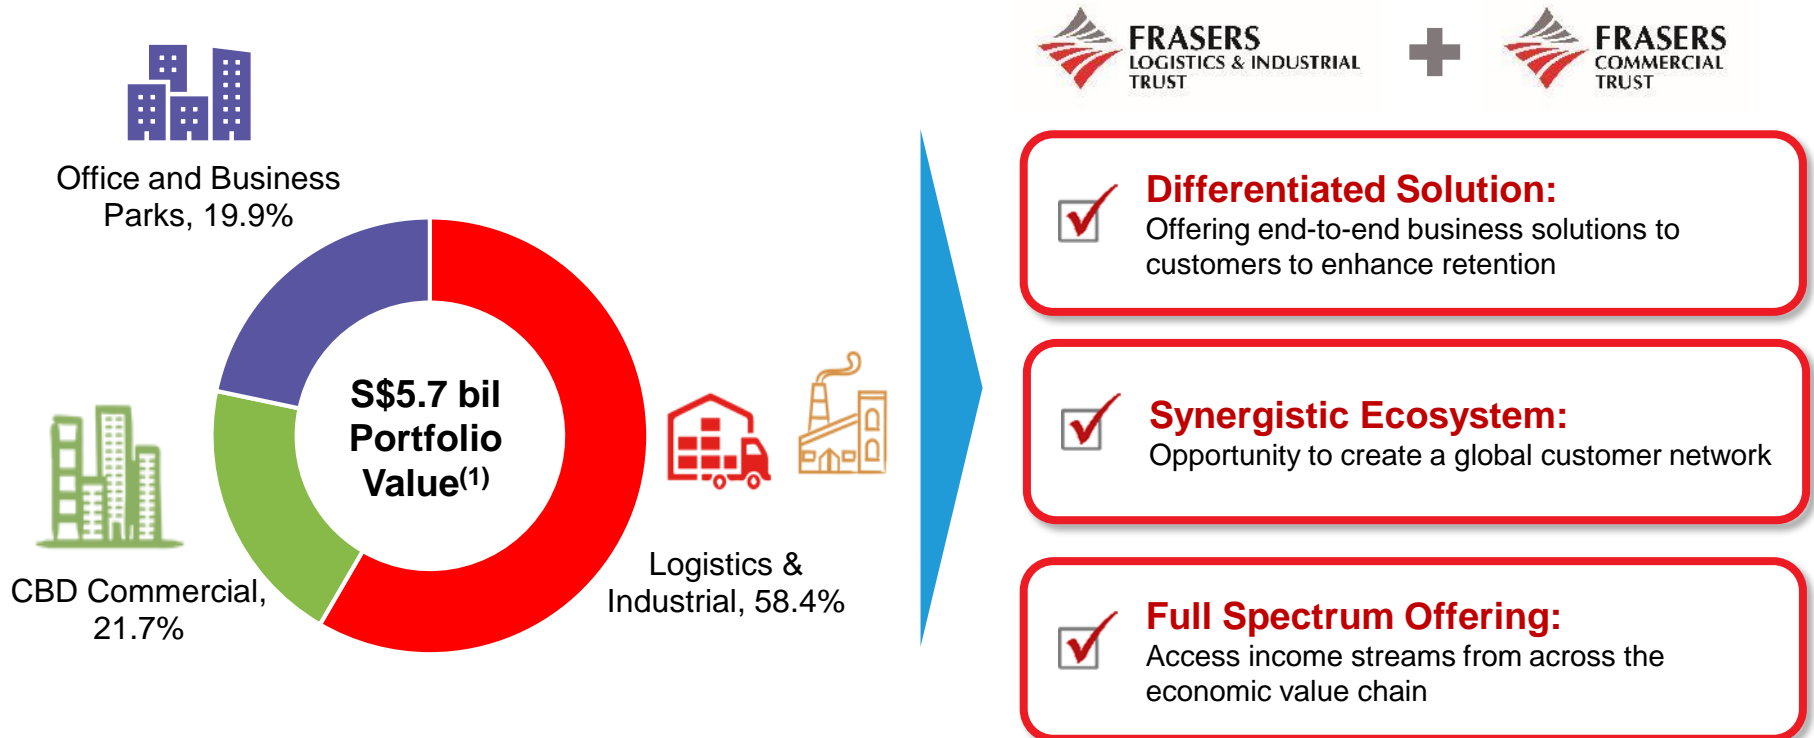 FRASERS
LOGISTICS & INDUSTRIAL
TRUST
FRASERS
COMMERCIAL
TRUST
Office and Business
Parks, 19.9%
S$5.7 bil
Portfolio
Value(1)
CBD Commercial,
21.7%
Logistics &
Industrial, 58.4%
Differentiated Solution:
Offering end-to-end business solutions to
customers to enhance retention
Synergistic Ecosystem:
Opportunity to create a global customer network
Full Spectrum Offering:
Access income streams from across the
economic value chain